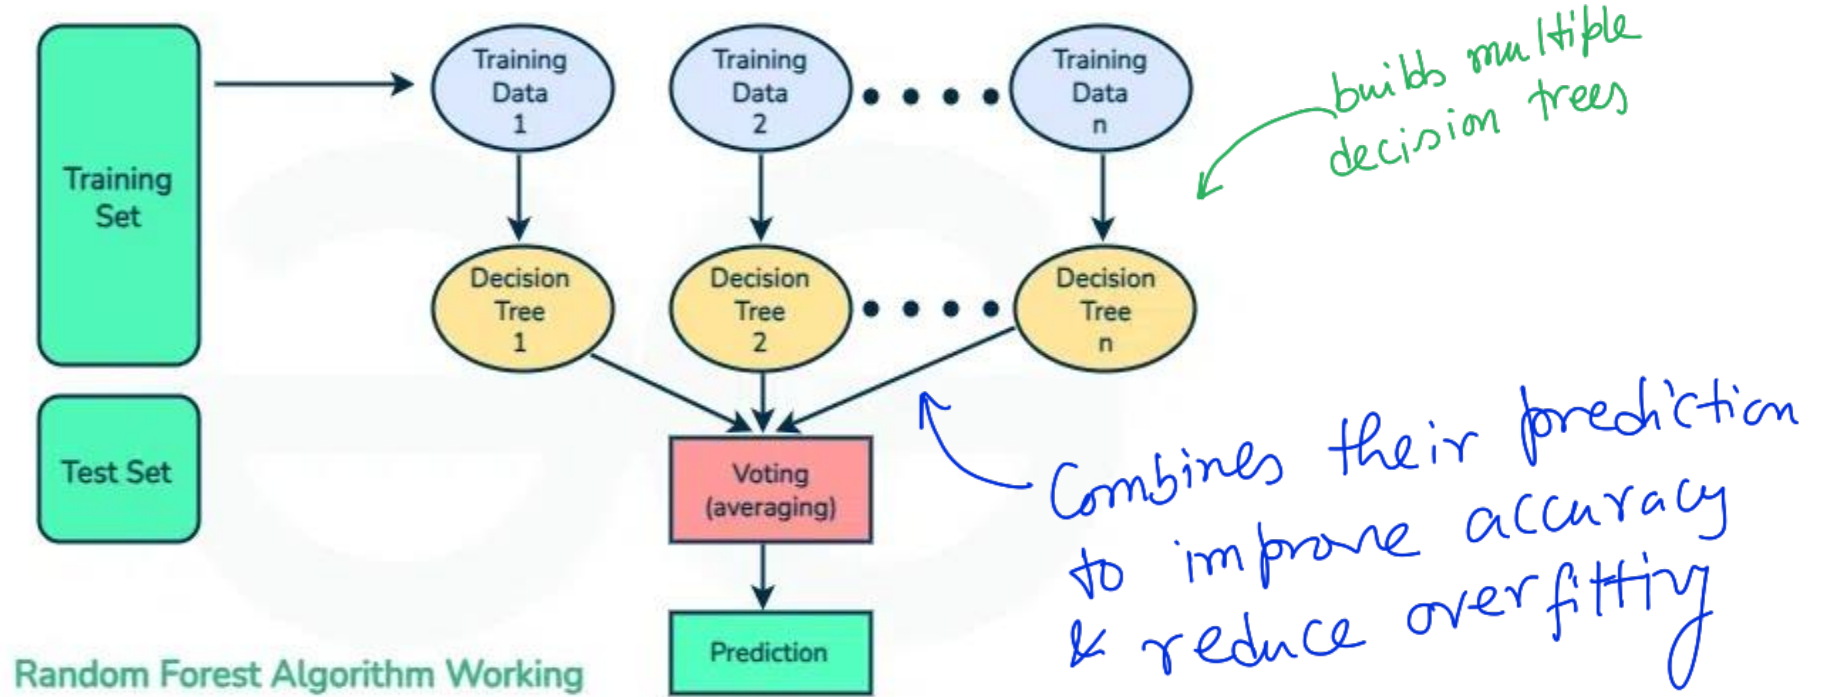 Training
Data
1
Training
Data
2
Training
Data
n
builds multiple
decision trees
Training
Set
Decision
Tree
1
Decision
Tree
2
Decision
Tree
n
Test Set
Voting
(averaging)
Combines their prediction
to improve accuracy
& reduce overfitting
Prediction
Random Forest Algorithm Working